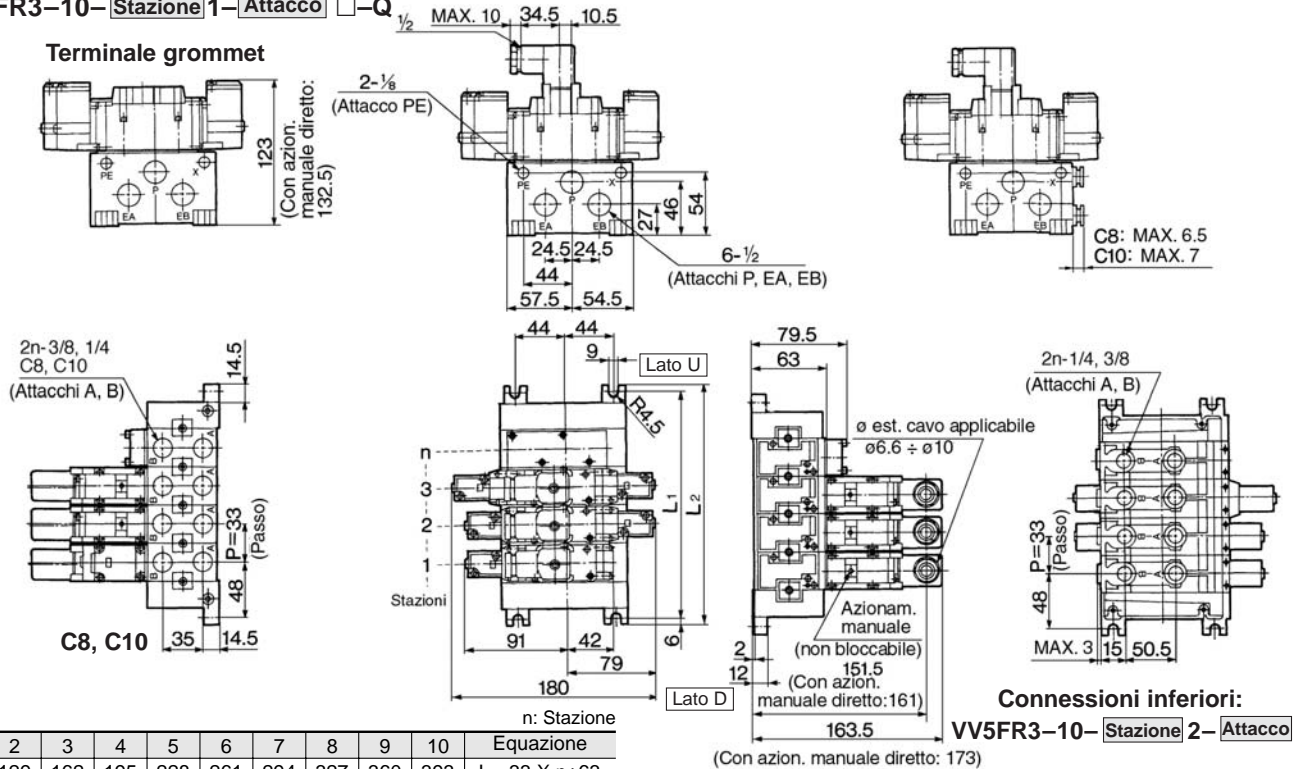 FR3–10– Stazione 1– Attacco □–Q
Terminale grommet
123
(Con azion.
manuale diretto:
132.5)
PE
X
P
EA
EB
½
MAX. 10
34.5
10.5
2-⅛
(Attacco PE)
PE
X
P
EA
EB
27
46
54
24.5
24.5
44
57.5
54.5
6-½
(Attacchi P, EA, EB)
PE
X
P
EA
EB
C8: MAX. 6.5
C10: MAX. 7
2n-3/8, 1/4
C8, C10
(Attacchi A, B)
14.5
P=33
(Passo)
48
35
14.5
C8, C10
44
44
9
Lato U
R4.5
n
3
2
1
Stazioni
L1
L2
6
91
42
79
180
Lato D
79.5
63
ø est. cavo applicabile
ø6.6 ÷ ø10
Azionam.
manuale
(non bloccabile)
2
12
151.5
(Con azion.
manuale diretto:161)
163.5
(Con azion. manuale diretto: 173)
2n-1/4, 3/8
(Attacchi A, B)
P=33
(Passo)
48
MAX. 3
15
50.5
Connessioni inferiori:
VV5FR3–10– Stazione 2– Attacco
n: Stazione
2 3 4 5 6 7 8 9 10 Equazione